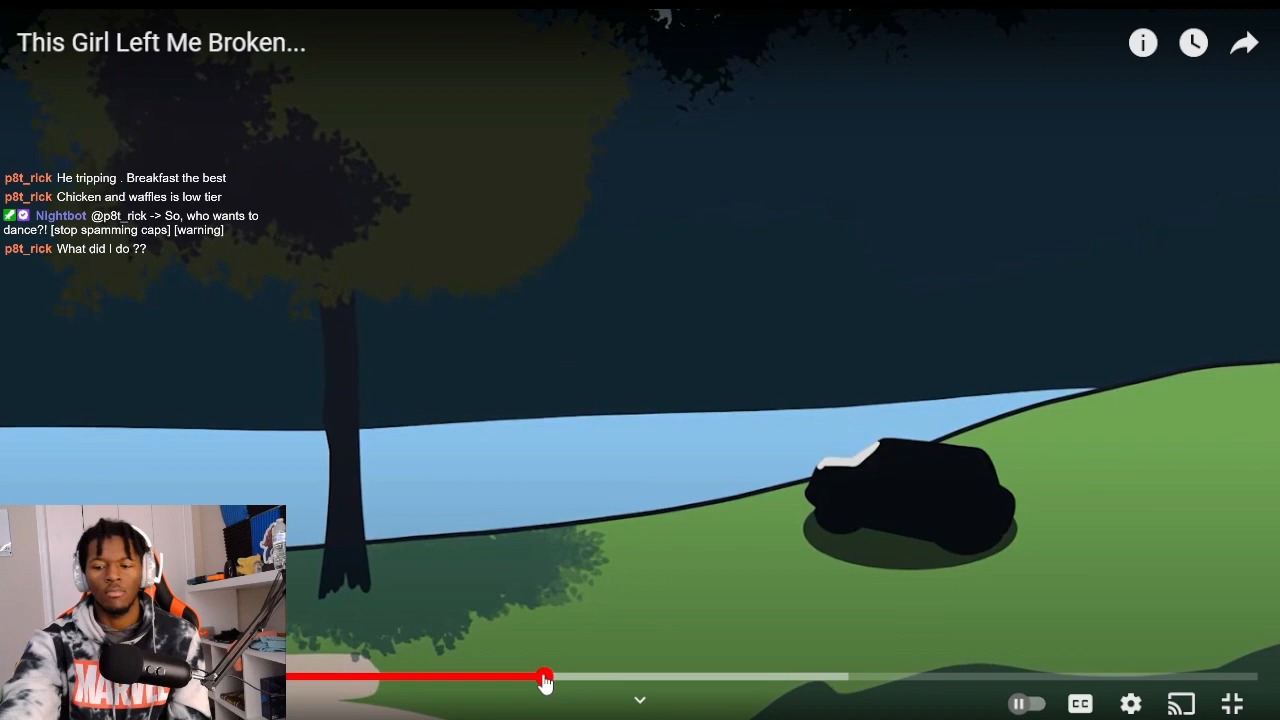 This Girl Left Me Broken...
p8t_rick He tripping . Breakfast the best
p8t_rick Chicken and waffles is low tier
Nightbot @p8t_rick -> So, who wants to
dance?! [stop spamming caps] [warning]
p8t_rick What did I do ??
MARVEL
CC